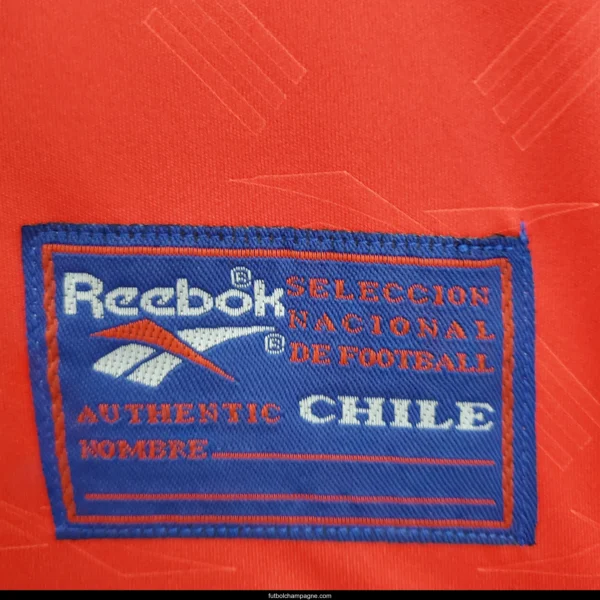 Reebok ®
®
SELECCION
NACIONAL
DE FOOTBALL
AUTHENTIC CHILE
NOMBRE
futbolchampagne.com